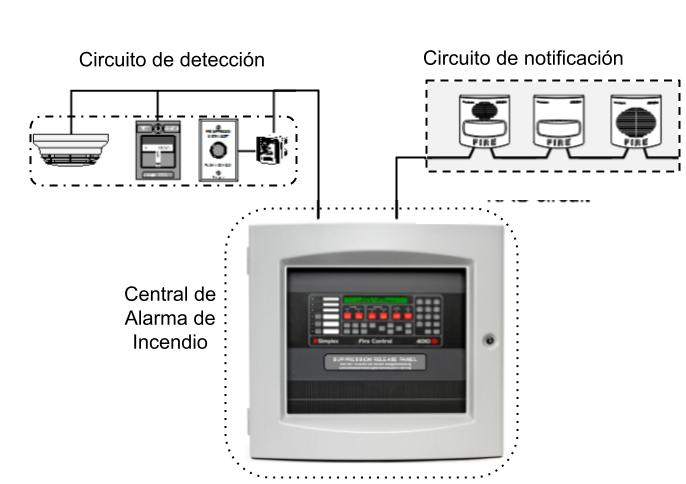 Circuito de detección
Circuito de notificación
FIRE
FIRE
FIRE
Central de
Alarma de
Incendio
Simplex
Fire Control
SUPPRESSION RELEASE PANEL